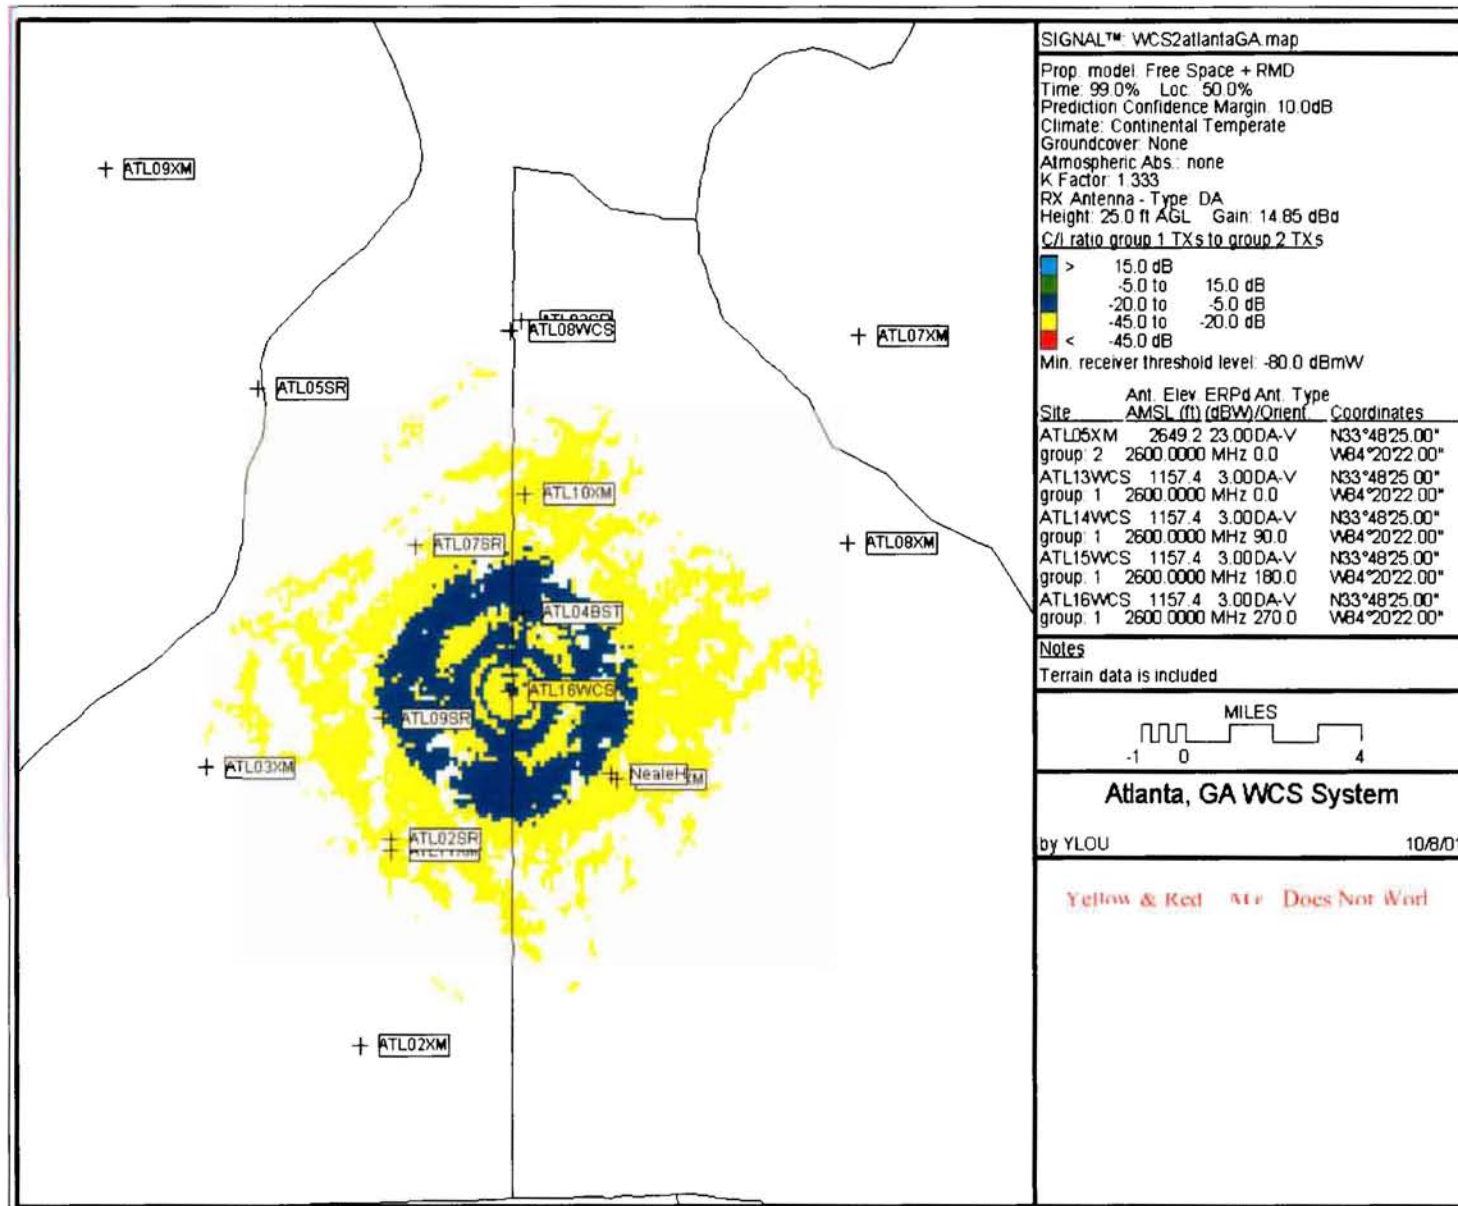 SIGNAL™: WCS2atlantaGA.map
Prop. model: Free Space + RMD
Time: 99.0% Loc: 50.0%
Prediction Confidence Margin: 10.0dB
Climate: Continental Temperate
Groundcover: None
Atmospheric Abs.: none
K Factor: 1.333
RX Antenna - Type: DA
Height: 25.0 ft AGL Gain: 14.85 dBd
C/I ratio group 1 TXs to group 2 TXs
> 15.0 dB
-5.0 to 15.0 dB
-20.0 to -5.0 dB
-45.0 to -20.0 dB
< -45.0 dB
Min. receiver threshold level: -80.0 dBmW
Ant. Elev. ERPd Ant. Type
Site AMSL (ft) (dBW)/Orient. Coordinates
ATL05XM 2649.2 23.00 DA-V N33°48'25.00"
group: 2 2600.0000 MHz 0.0 W84°20'22.00"
ATL13WCS 1157.4 3.00 DA-V N33°48'25.00"
group: 1 2600.0000 MHz 0.0 W84°20'22.00"
ATL14WCS 1157.4 3.00 DA-V N33°48'25.00"
group: 1 2600.0000 MHz 90.0 W84°20'22.00"
ATL15WCS 1157.4 3.00 DA-V N33°48'25.00"
group: 1 2600.0000 MHz 180.0 W84°20'22.00"
ATL16WCS 1157.4 3.00 DA-V N33°48'25.00"
group: 1 2600.0000 MHz 270.0 W84°20'22.00"
Notes
Terrain data is included
MILES
-1 0 4
Atlanta, GA WCS System
by YLOU 10/8/01
Yellow & Red Does Not Worl
ATL09XM
ATL08WCS
ATL07XM
ATL05SR
ATL10XM
ATL07SR
ATL08XM
ATL04BST
ATL16WCS
ATL09SR
ATL03XM
NealeH
XM
ATL02SR
ATL11XM
ATL02XM